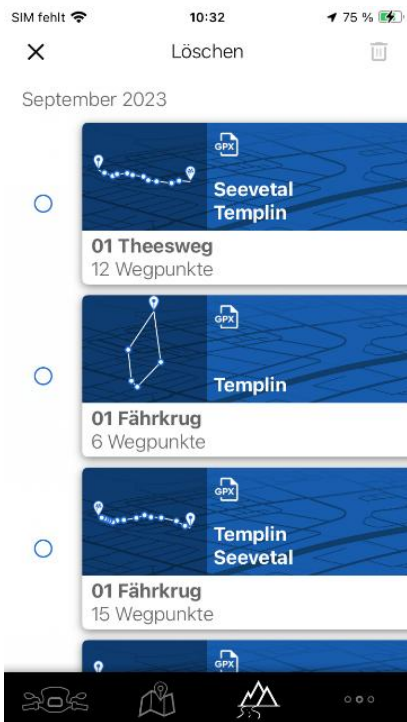 SIM fehlt 10:32 75 %
Löschen
September 2023
GPX
Seevetal
Templin
01 Theesweg
12 Wegpunkte
GPX
Templin
01 Fährkrug
6 Wegpunkte
GPX
Templin
Seevetal
01 Fährkrug
15 Wegpunkte
GPX